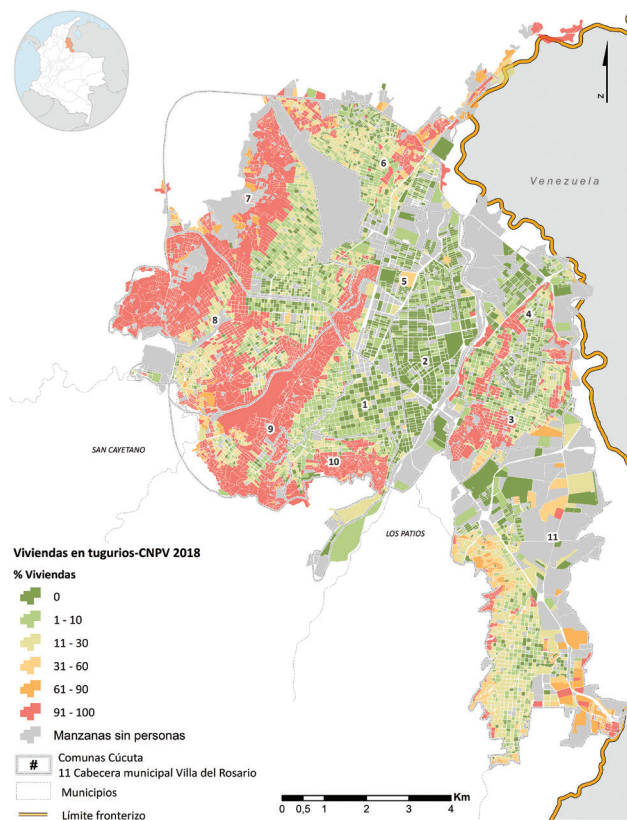 N
Venezuela
6
7
5
4
8
2
1
3
9
10
11
SAN CAYETANO
LOS PATIOS
Viviendas en tugurios-CNPV 2018
% Viviendas
0
1 - 10
11 - 30
31 - 60
61 - 90
91 - 100
Manzanas sin personas
# Comunas Cúcuta
11 Cabecera municipal Villa del Rosario
Municipios
Límite fronterizo
Km
0 0,5 1 2 3 4